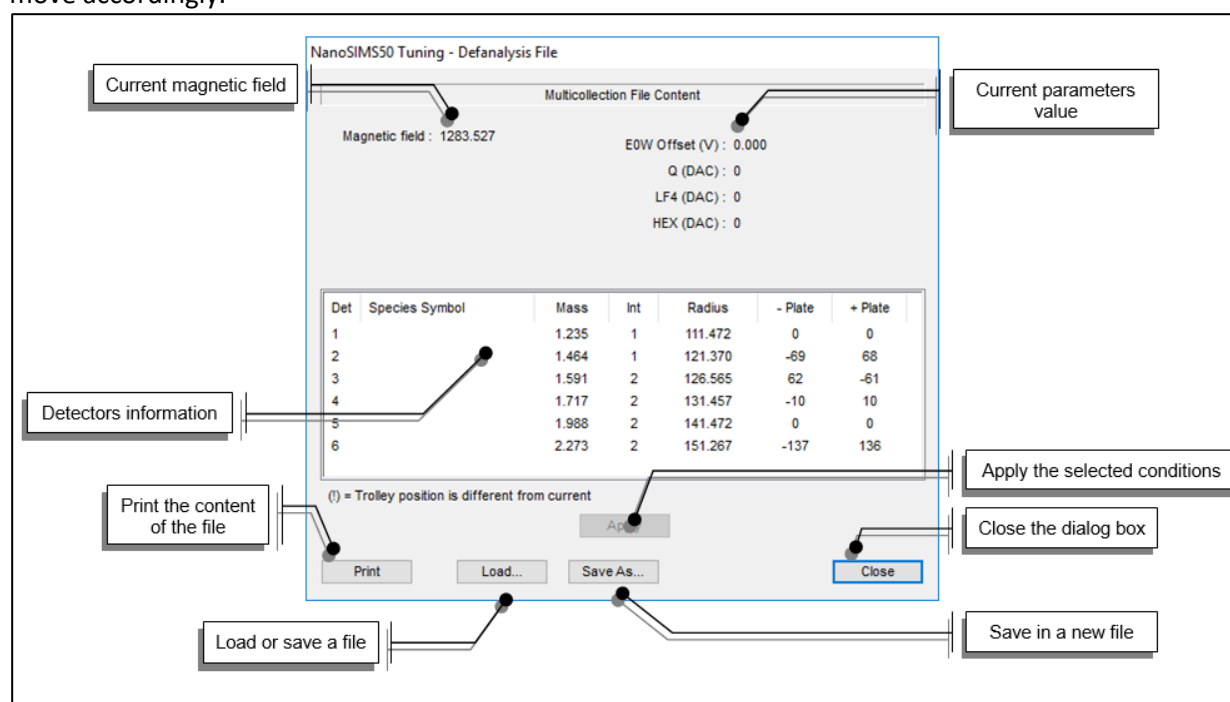 move accordingly.
NanoSIMS50 Tuning - Defanalysis File
Current magnetic field
Multicollection File Content
Current parameters
value
Magnetic field : 1283.527
E0W Offset (V) : 0.000
Q (DAC) : 0
LF4 (DAC) : 0
HEX (DAC) : 0
Det Species Symbol Mass Int Radius - Plate + Plate
1 1.235 1 111.472 0 0
2 1.464 1 121.370 -69 68
3 1.591 2 126.565 62 -61
4 1.717 2 131.457 -10 10
5 1.988 2 141.472 0 0
6 2.273 2 151.267 -137 136
Detectors information
(!) = Trolley position is different from current
Apply the selected conditions
Print the content
of the file
Close the dialog box
Print Load... Save As... Close
Load or save a file
Save in a new file